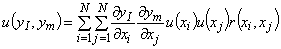 u(y_I, y_m) = \sum_{i=1}^{N} \sum_{j=1}^{N} \frac{\partial y_I}{\partial x_i} \frac{\partial y_m}{\partial x_j} u(x_i) u(x_j) r(x_i, x_j)